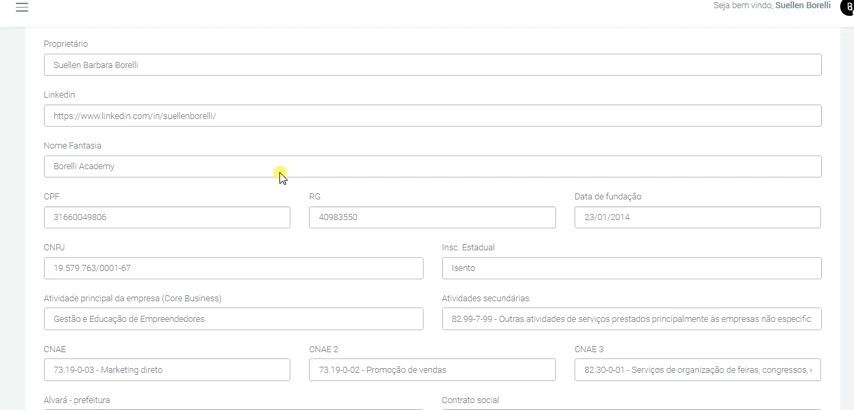 Seja bem vindo, Suellen Borelli
Proprietário
Suellen Barbara Borelli
Linkedin
https://www.linkedin.com/in/suellenborelli/
Nome Fantasia
Borelli Academy
CPF RG Data de fundação
31660049806 40983550 23/01/2014
CNPJ Insc. Estadual
19.579.763/0001-67 Isento
Atividade principal da empresa (Core Business) Atividades secundárias
Gestão e Educação de Empreendedores 82.99-7-99 - Outras atividades de serviços prestados principalmente às empresas não especific
CNAE CNAE 2 CNAE 3
73.19-0-03 - Marketing direto 73.19-0-02 - Promoção de vendas 82.30-0-01 - Serviços de organização de feiras, congressos,
Alvará - prefeitura Contrato social